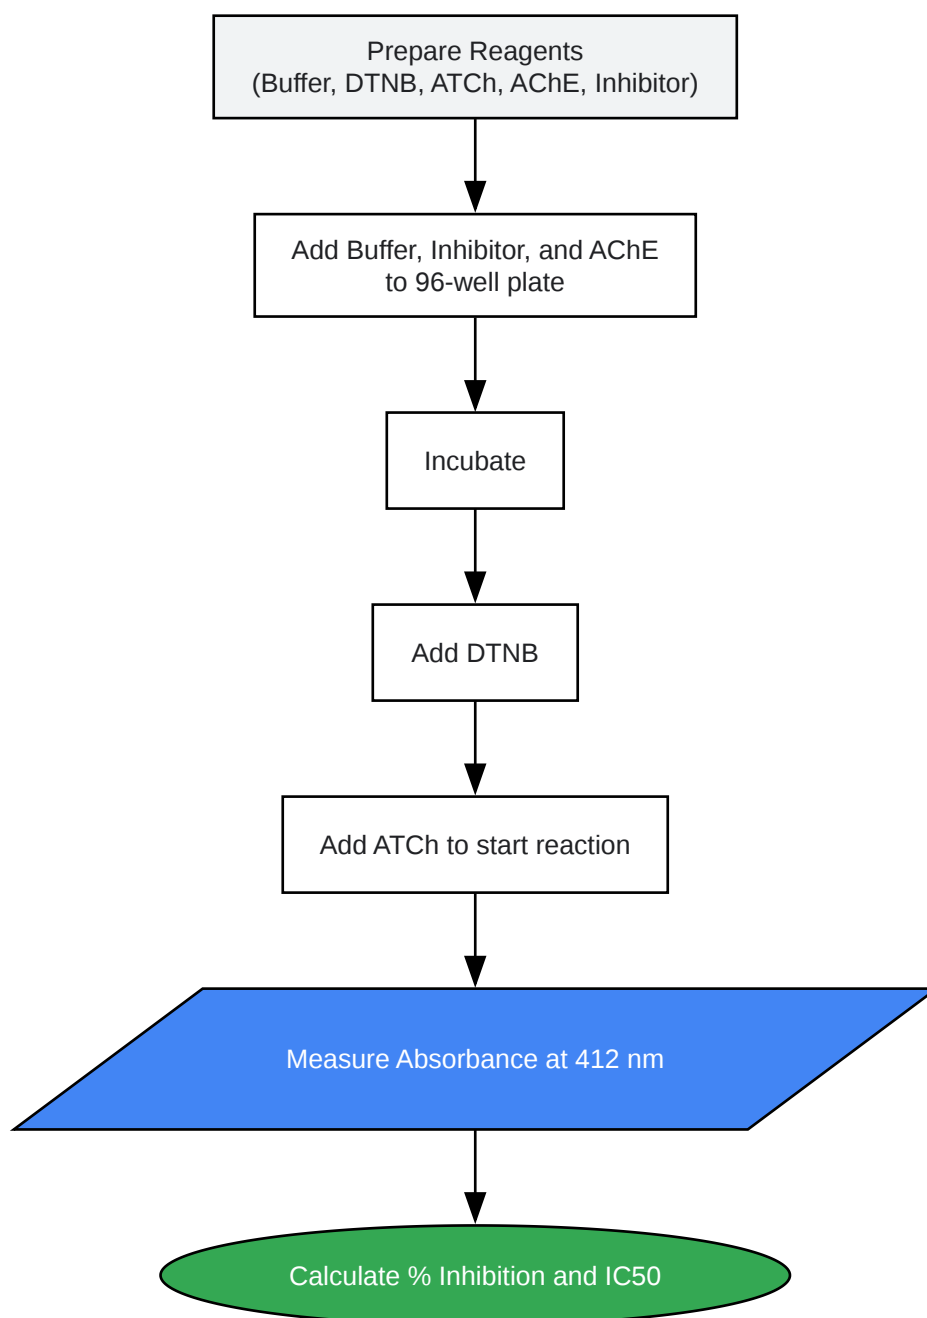 Prepare Reagents
(Buffer, DTNB, ATCh, AChE, Inhibitor)
Add Buffer, Inhibitor, and AChE
to 96-well plate
Incubate
Add DTNB
Add ATCh to start reaction
Measure Absorbance at 412 nm
Calculate % Inhibition and IC50